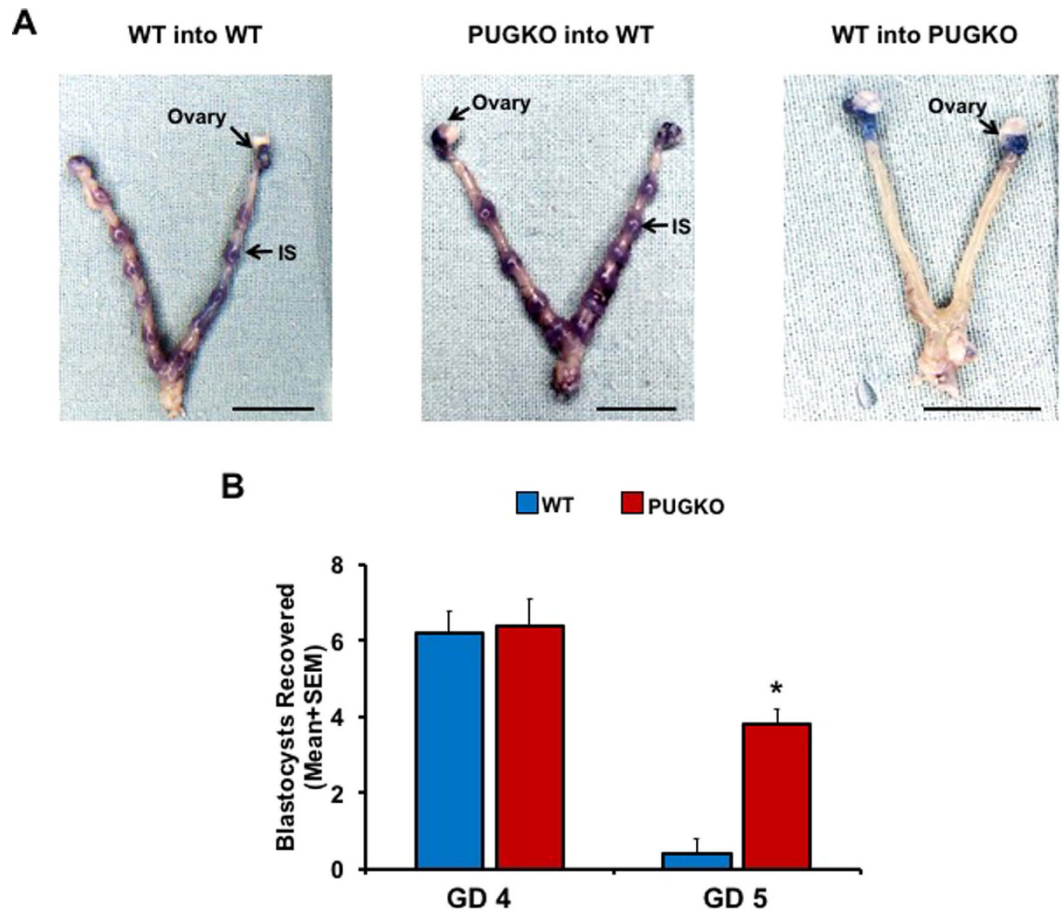 A
WT into WT
PUGKO into WT
WT into PUGKO
Ovary
IS
Ovary
IS
Ovary
B
WT
PUGKO
Blastocysts Recovered
(Mean+SEM)
8
6
4
2
0
*
GD 4
GD 5